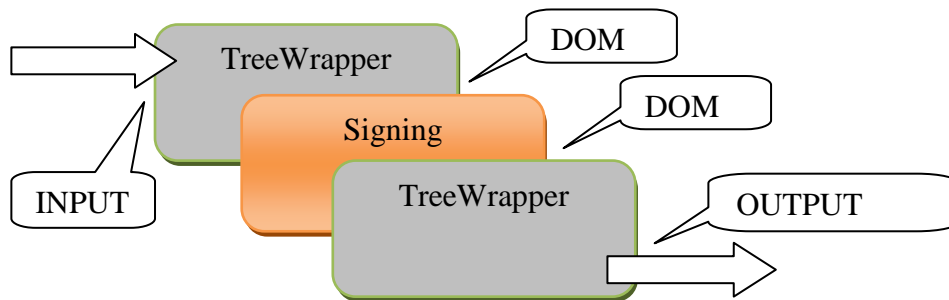 TreeWrapper
DOM
DOM
Signing
INPUT
TreeWrapper
OUTPUT